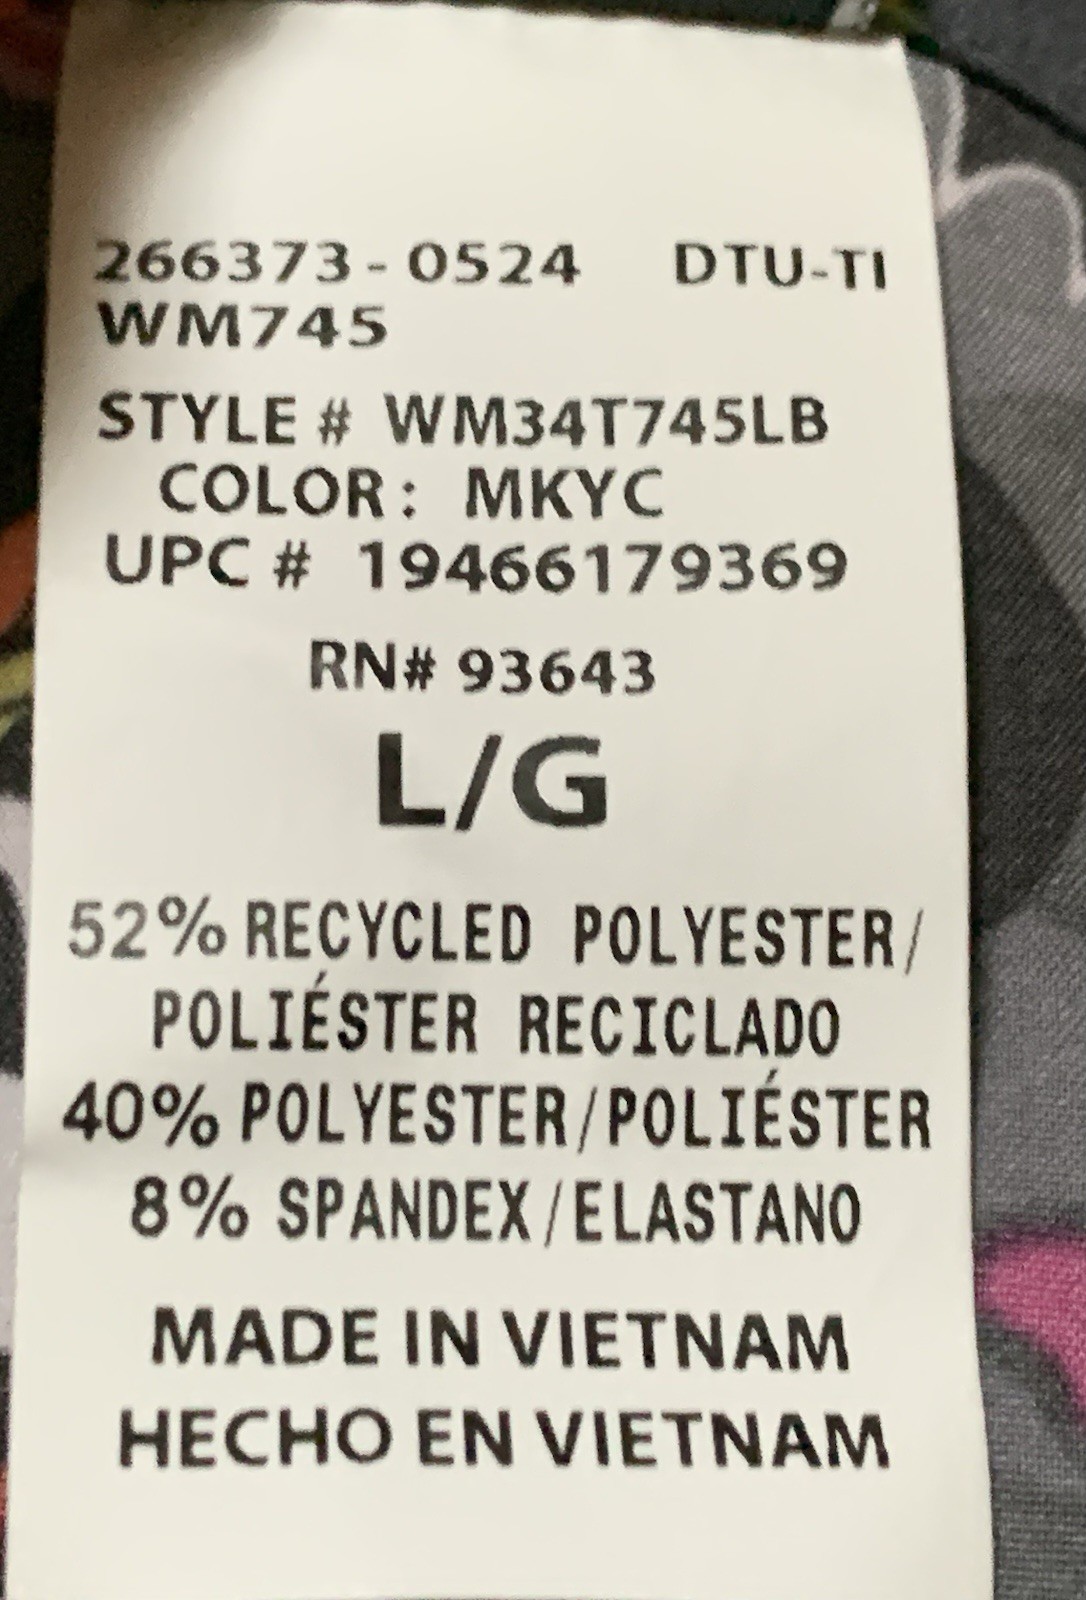 266373-0524 DTU-TI
WM745
STYLE # WM34T745LB
COLOR: MKYC
UPC # 19466179369
RN# 93643
L/G
52% RECYCLED POLYESTER/
POLIÉSTER RECICLADO
40% POLYESTER/POLIÉSTER
8% SPANDEX/ELASTANO
MADE IN VIETNAM
HECHO EN VIETNAM